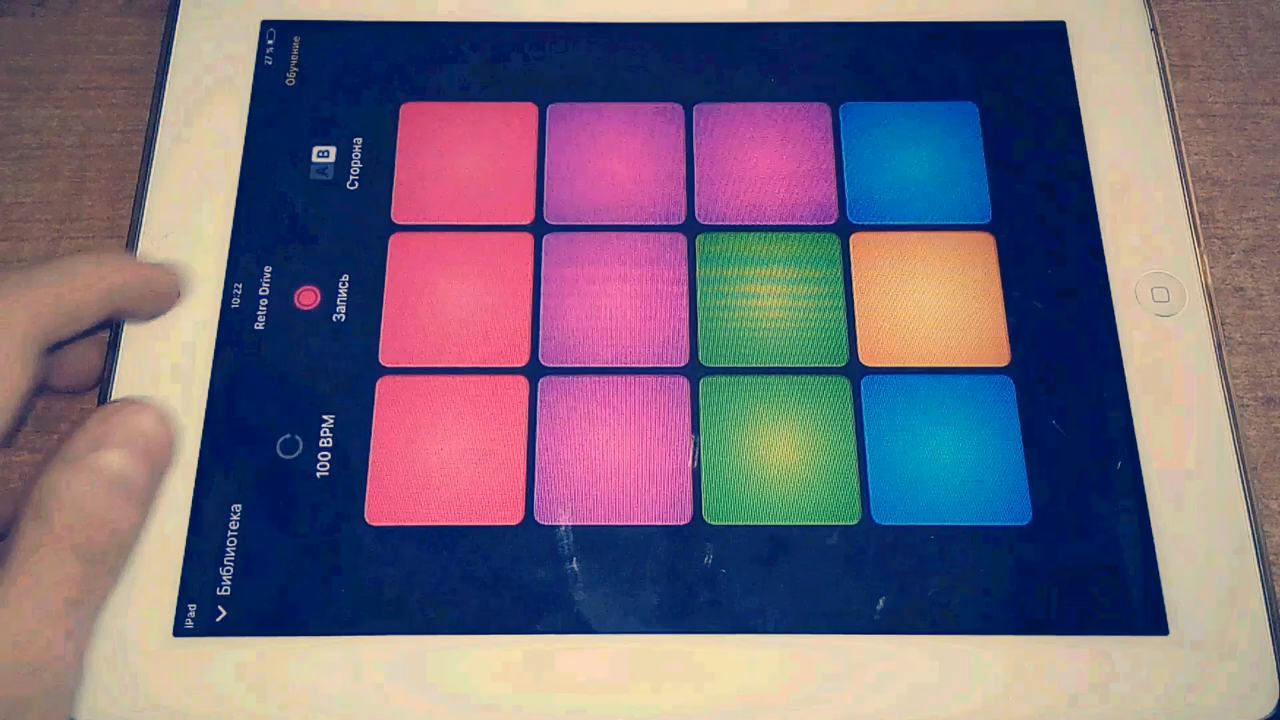 iPad
10:22
27 %
Библиотека
Retro Drive
Обучение
100 BPM
Запись
A B
Сторона